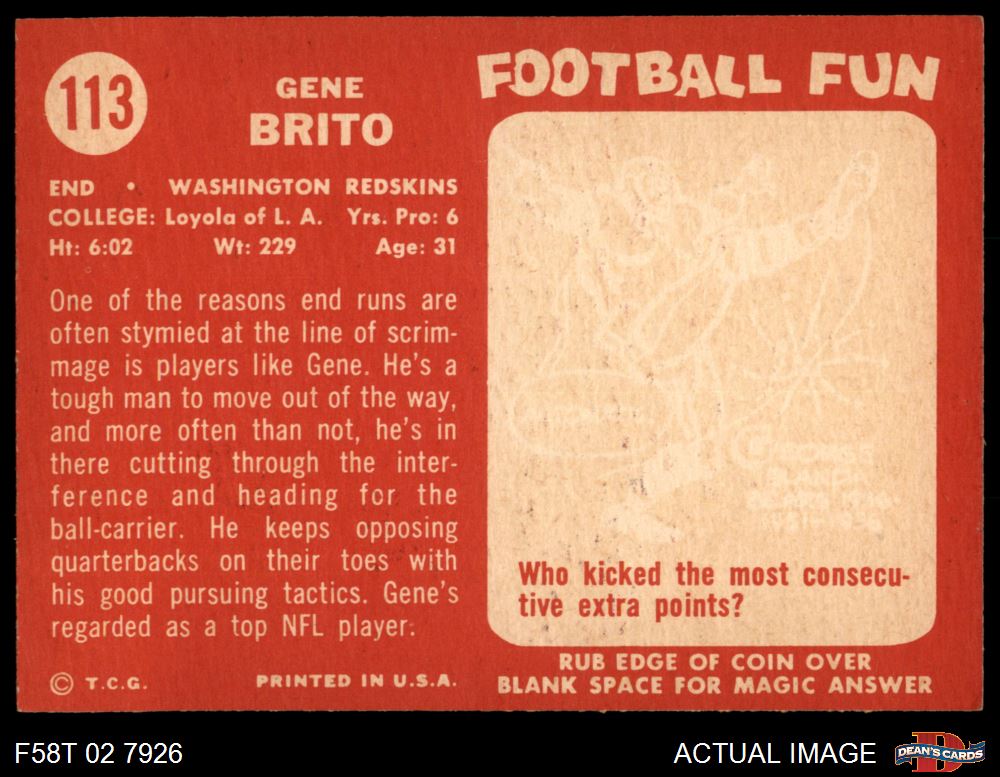 113
GENE
BRITO
END • WASHINGTON REDSKINS
COLLEGE: Loyola of L. A. Yrs. Pro: 6
Ht: 6:02 Wt: 229 Age: 31
One of the reasons end runs are
often stymied at the line of scrim-
mage is players like Gene. He's a
tough man to move out of the way,
and more often than not, he's in
there cutting through the inter-
ference and heading for the
ball-carrier. He keeps opposing
quarterbacks on their toes with
his good pursuing tactics. Gene's
regarded as a top NFL player.
© T.C.G. PRINTED IN U.S.A.
FOOTBALL FUN
Who kicked the most consecu-
tive extra points?
RUB EDGE OF COIN OVER
BLANK SPACE FOR MAGIC ANSWER
F58T 02 7926
ACTUAL IMAGE
D
DEAN'S CARDS